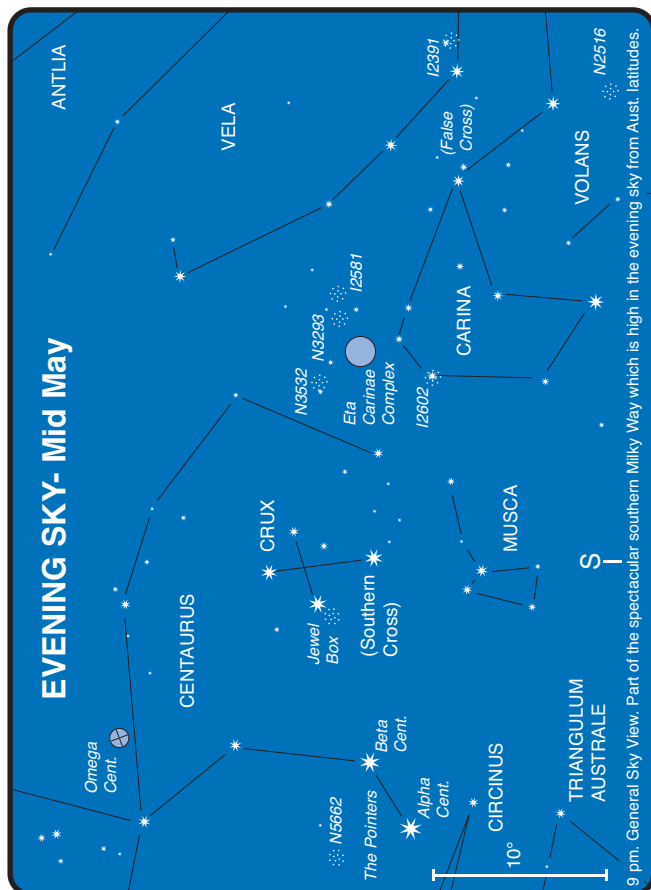 EVENING SKY- Mid May
ANTLIA
VELA
CENTAURUS
Omega
Cent.
N3532
N3293
I2581
I2391
CRUX
Eta
Carinae
Complex
(False
Cross)
Jewel
Box
(Southern
Cross)
I2602
CARINA
N5662
The Pointers
Beta
Cent.
Alpha
Cent.
MUSCA
VOLANS
N2516
CIRCINUS
10°
TRIANGULUM
AUSTRALE
S
9 pm. General Sky View. Part of the spectacular southern Milky Way which is high in the evening sky from Aust. latitudes.